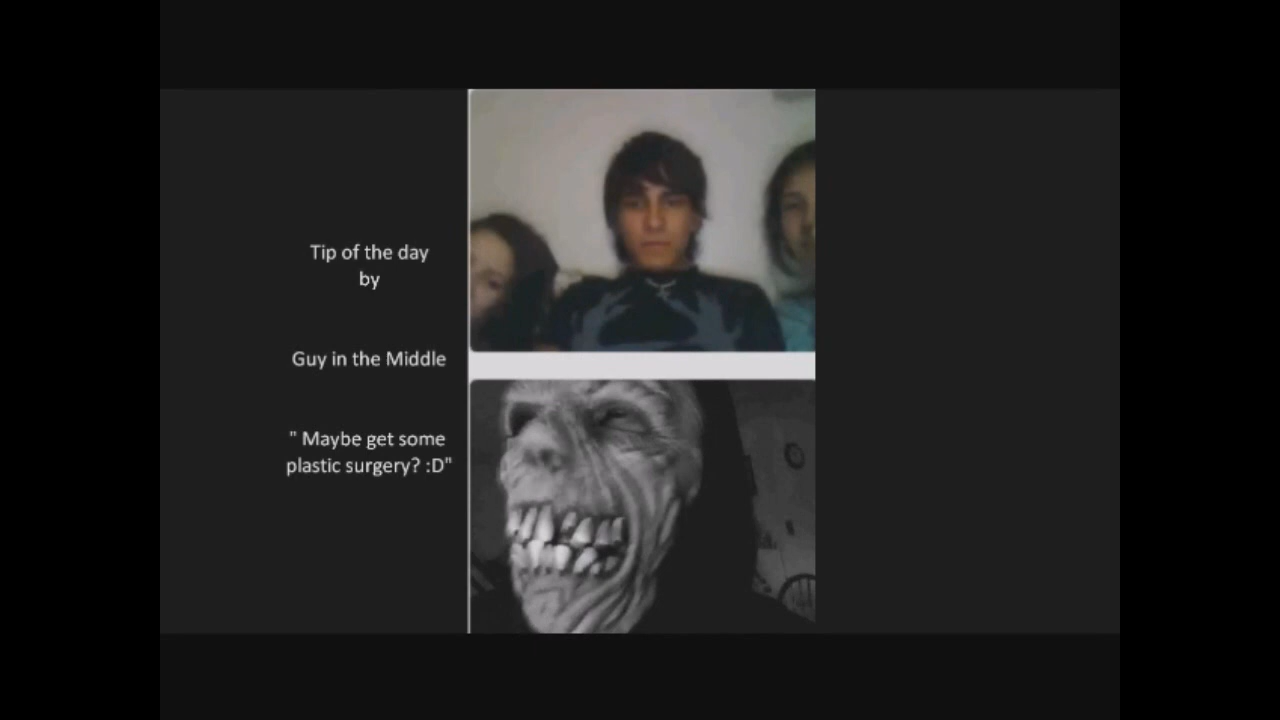 Tip of the day
by
Guy in the Middle
" Maybe get some
plastic surgery? :D"